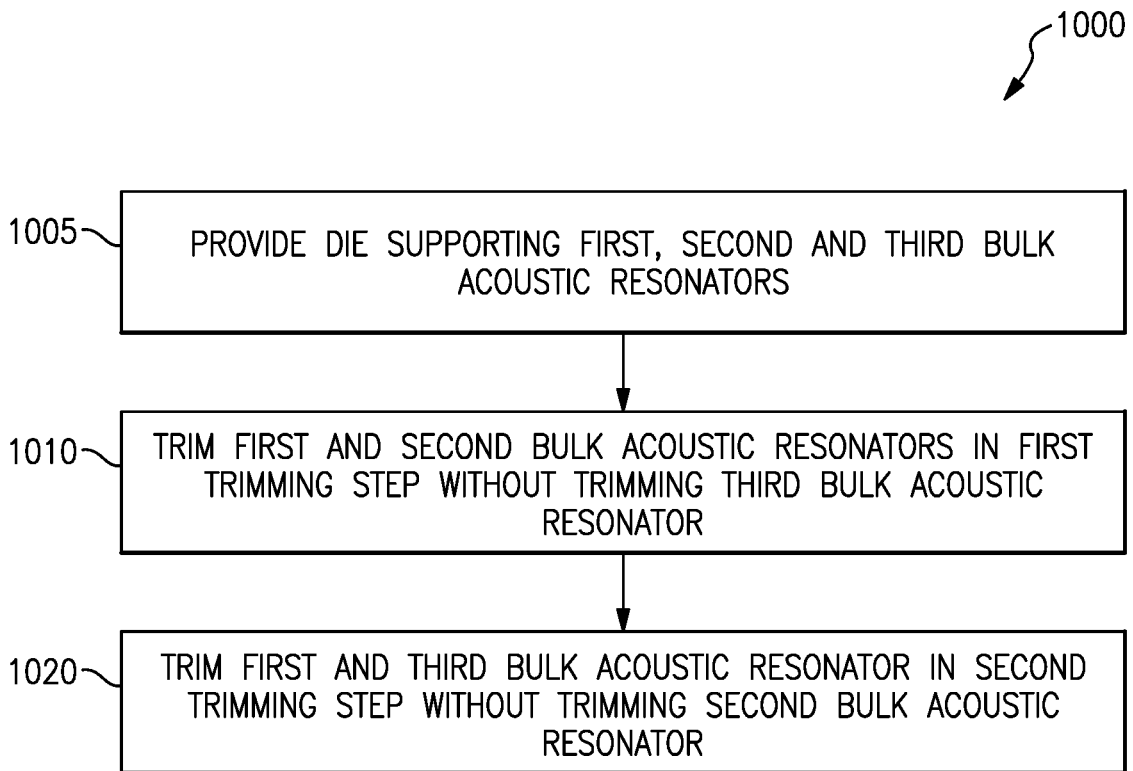 1000
1005
PROVIDE DIE SUPPORTING FIRST, SECOND AND THIRD BULK
ACOUSTIC RESONATORS
1010
TRIM FIRST AND SECOND BULK ACOUSTIC RESONATORS IN FIRST
TRIMMING STEP WITHOUT TRIMMING THIRD BULK ACOUSTIC
RESONATOR
1020
TRIM FIRST AND THIRD BULK ACOUSTIC RESONATOR IN SECOND
TRIMMING STEP WITHOUT TRIMMING SECOND BULK ACOUSTIC
RESONATOR